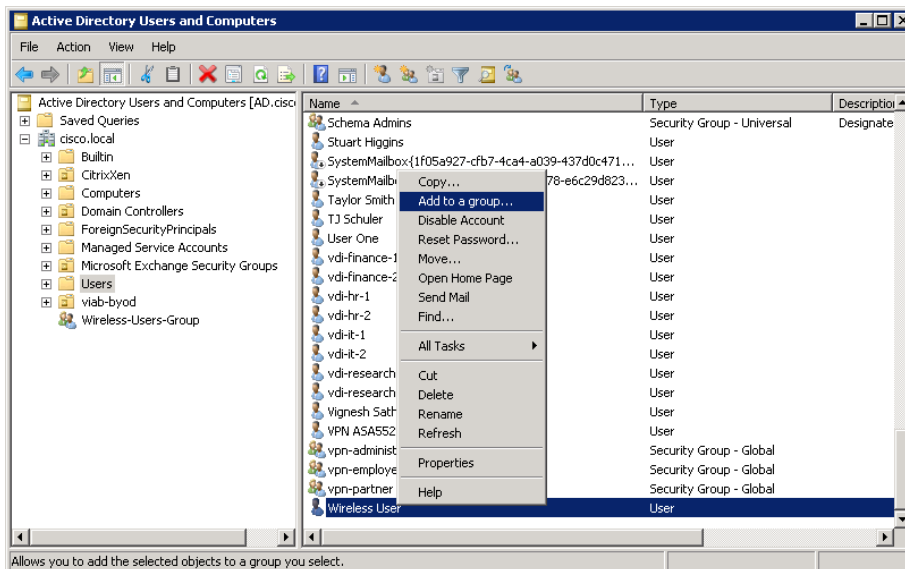 Active Directory Users and Computers
File Action View Help
Active Directory Users and Computers [AD.cisco
Saved Queries
cisco.local
Builtin
CitrixXen
Computers
Domain Controllers
ForeignSecurityPrincipals
Managed Service Accounts
Microsoft Exchange Security Groups
Users
viab-byod
Wireless-Users-Group
Name Type Description
Schema Admins Security Group - Universal Designate
Stuart Higgins User
SystemMailbox{1f05a927-cfb7-4ca4-a039-437d0c471... User
SystemMailb 78-e6c29d823... User
Taylor Smith User
TJ Schuler User
User One User
vdi-finance-1 User
vdi-finance-2 User
vdi-hr-1 User
vdi-hr-2 User
vdi-it-1 User
vdi-it-2 User
vdi-research User
vdi-research User
Vignesh Sath User
VPN ASA552 User
vpn-administ Security Group - Global
vpn-employe Security Group - Global
vpn-partner Security Group - Global
Wireless User User
Copy...
Add to a group...
Disable Account
Reset Password...
Move...
Open Home Page
Send Mail
Find...
All Tasks
Cut
Delete
Rename
Refresh
Properties
Help
Allows you to add the selected objects to a group you select.